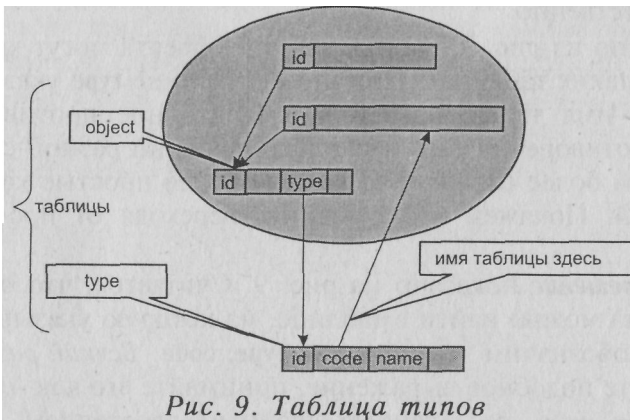 id
id
object
id type
таблицы
имя таблицы здесь
type
id code name
Рис. 9. Таблица типов